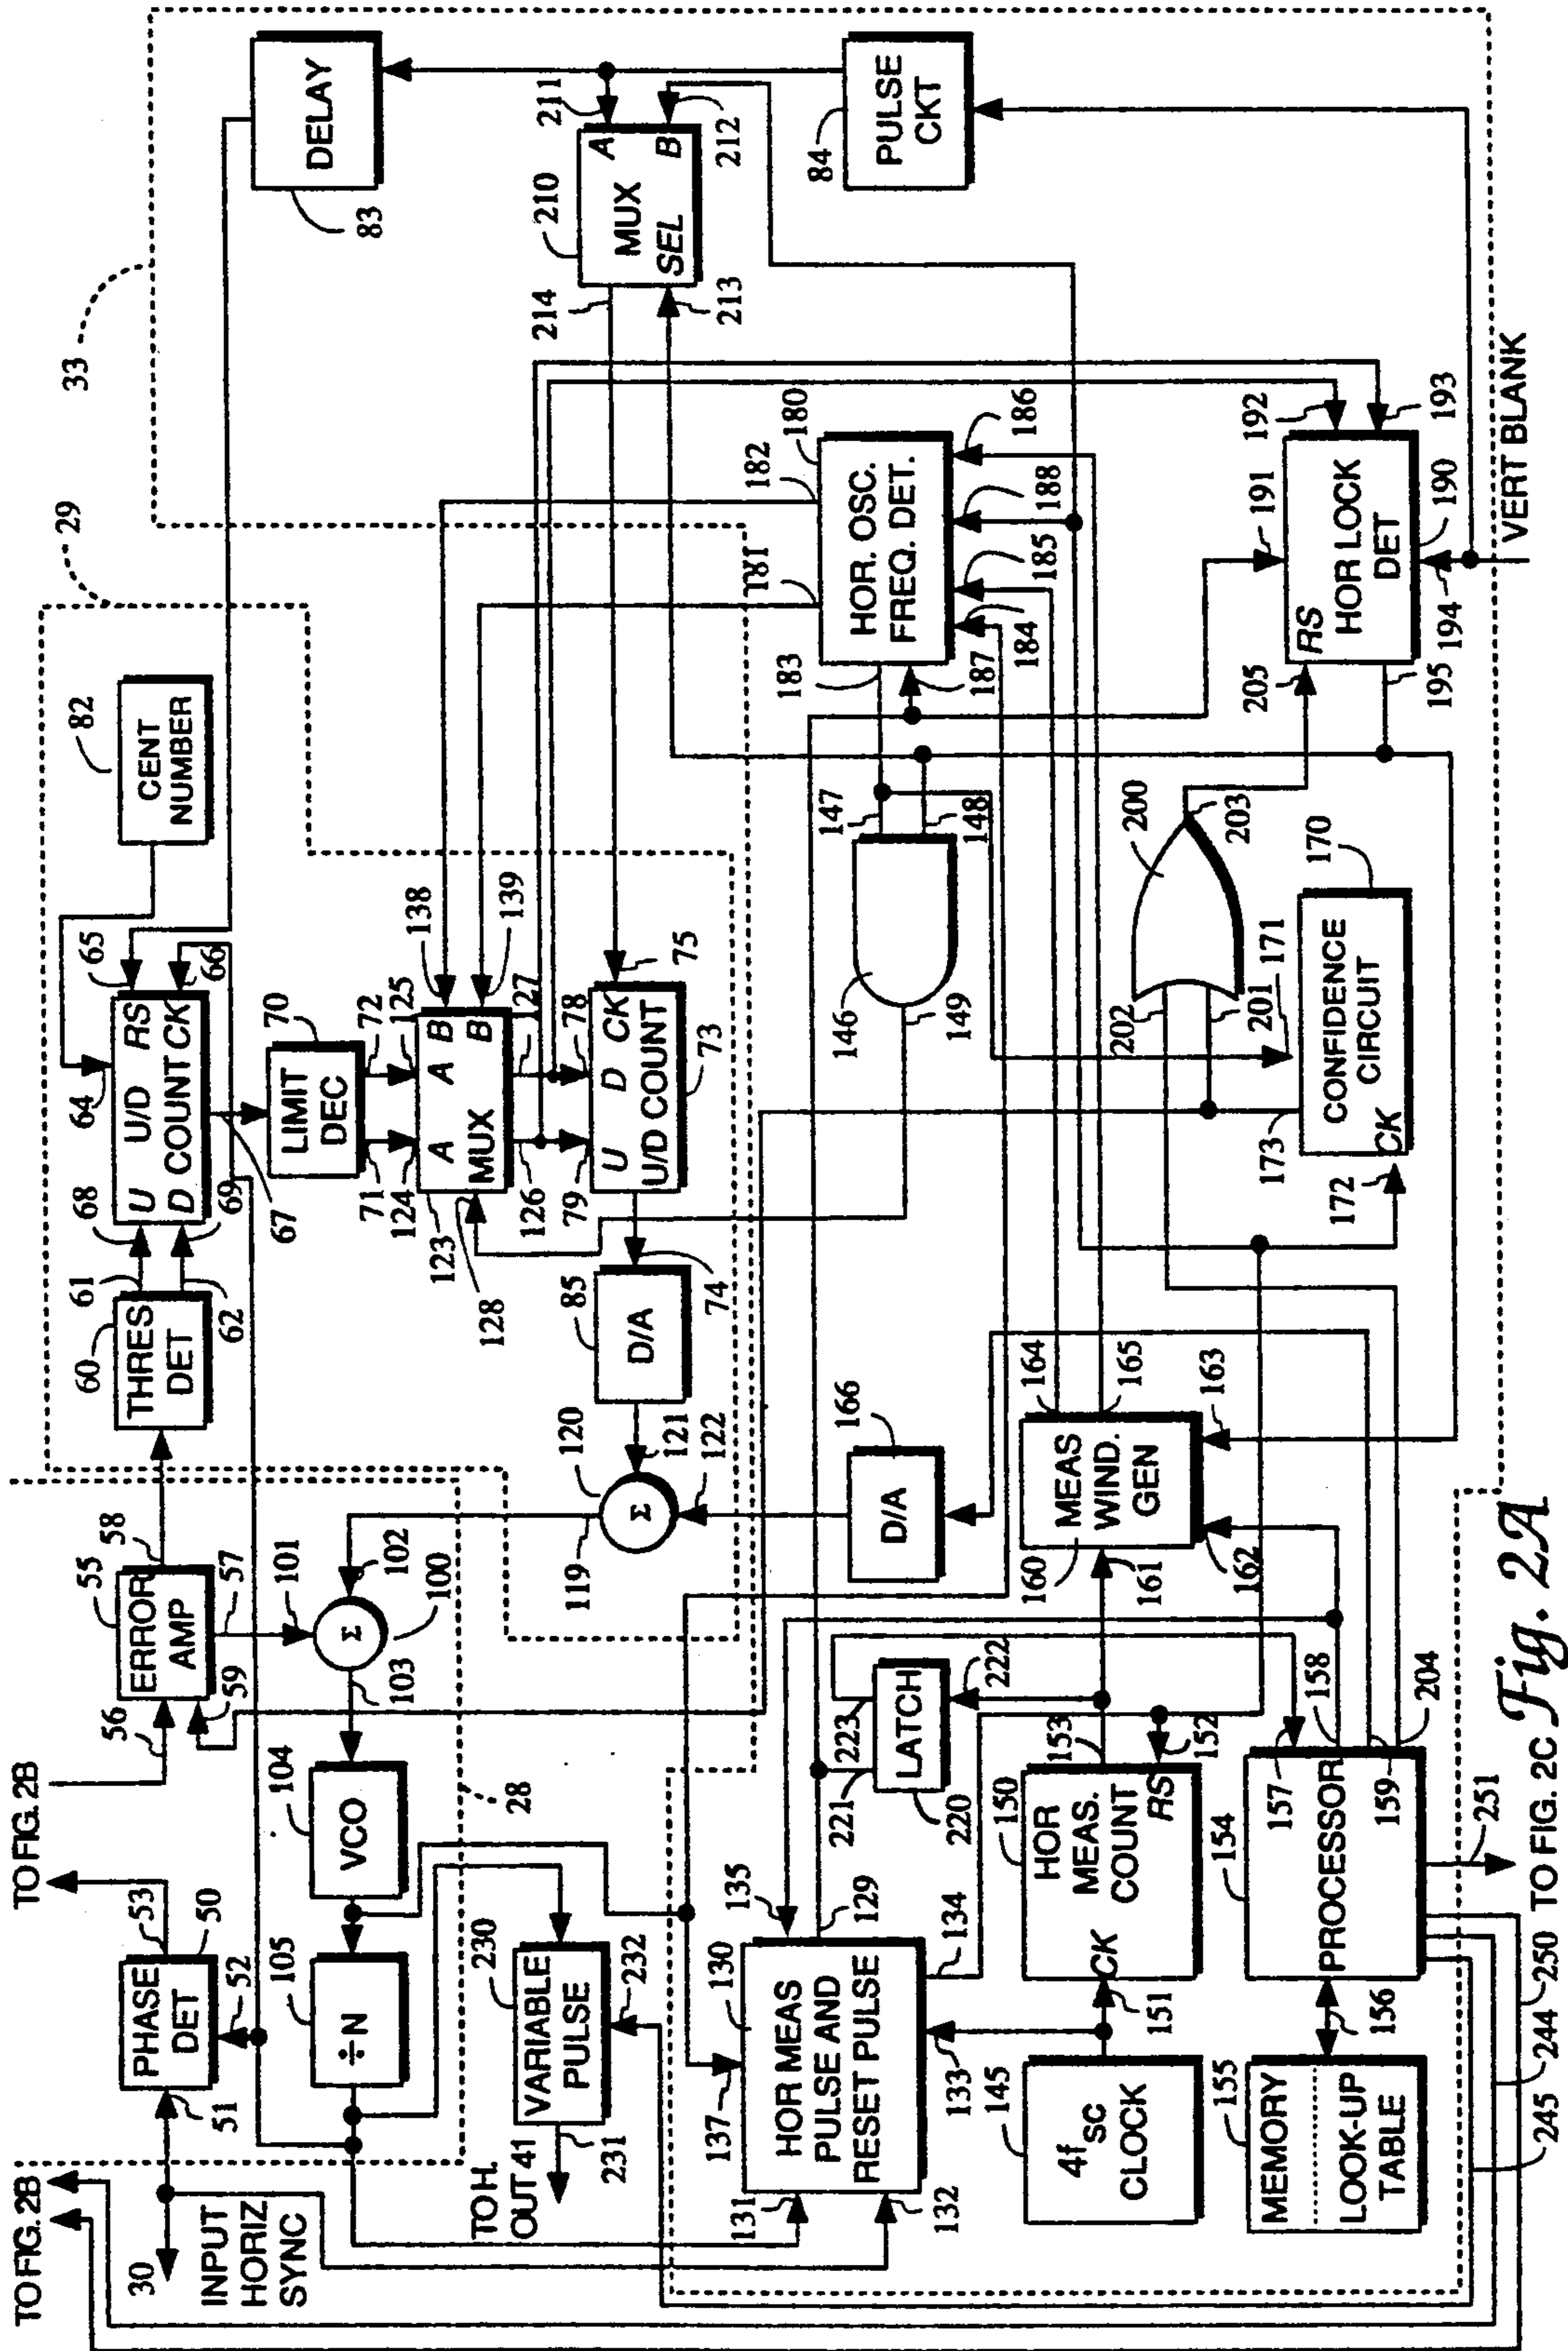 TO FIG. 2B
TO FIG. 2B
30
INPUT
HORIZ
SYNC
51
52
53
PHASE
DET
50
105
÷N
104
VCO
28
103
100
Σ
101
102
56
59
55
ERROR
AMP
57
58
60
THRES
DET
61
62
68
69
67
64
U U/D RS
D COUNT CK
65
66
82
CENT
NUMBER
29
33
DELAY
83
70
LIMIT
DEC
71
72
124
125
A A B
MUX B
123
128
138
139
126
127
79
78
U D CK
U/D COUNT
73
75
74
85
D/A
121
120
Σ
122
119
214
210
MUX
A
B
SEL
211
212
213
84
PULSE
CKT
TO H.
OUT 41
231
230
VARIABLE
PULSE
232
131
132
137
130
HOR MEAS
PULSE AND
RESET PULSE
135
129
134
133
221
223
LATCH
220
222
166
D/A
146
149
147
148
183
187
184
185
188
186
181
182
180
HOR. OSC.
FREQ. DET.
145
4fSC
CLOCK
151
150
HOR
MEAS.
COUNT
CK
RS
153
152
161
160
MEAS
WIND.
GEN
162
163
164
165
200
201
202
203
173
172
CK
CONFIDENCE
CIRCUIT
171
170
205
RS
HOR LOCK
DET
191
192
193
190
194
195
VERT BLANK
155
MEMORY
LOOK-UP
TABLE
156
154
PROCESSOR
157
158
159
204
245
244
250
251
TO FIG. 2C
Fig. 2A